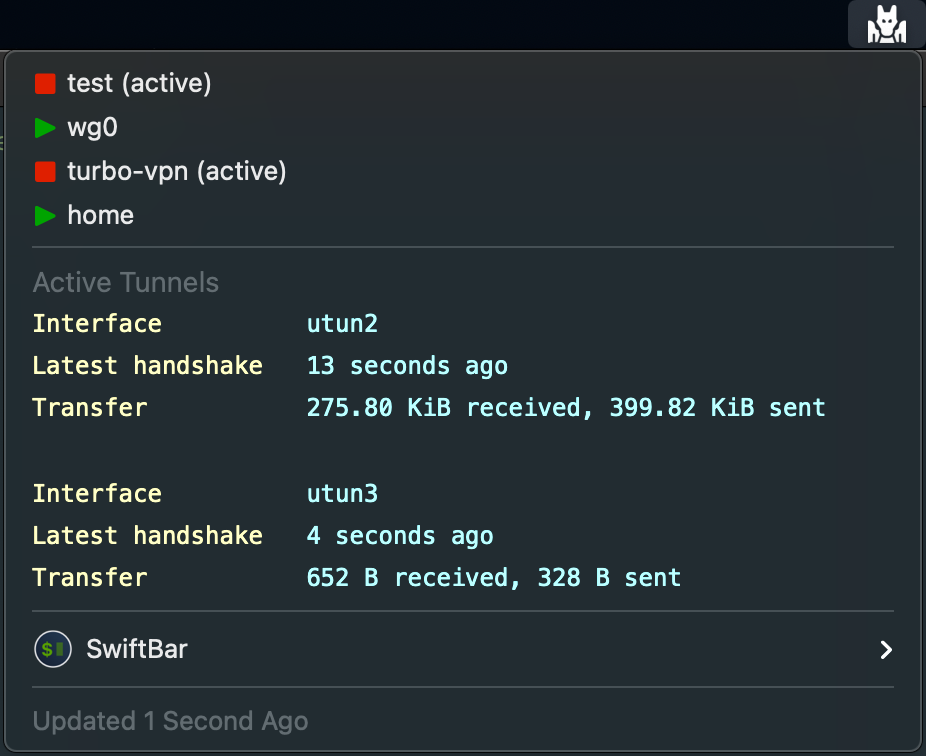 test (active)
wg0
turbo-vpn (active)
home
Active Tunnels
Interface utun2
Latest handshake 13 seconds ago
Transfer 275.80 KiB received, 399.82 KiB sent
Interface utun3
Latest handshake 4 seconds ago
Transfer 652 B received, 328 B sent
$ SwiftBar
Updated 1 Second Ago